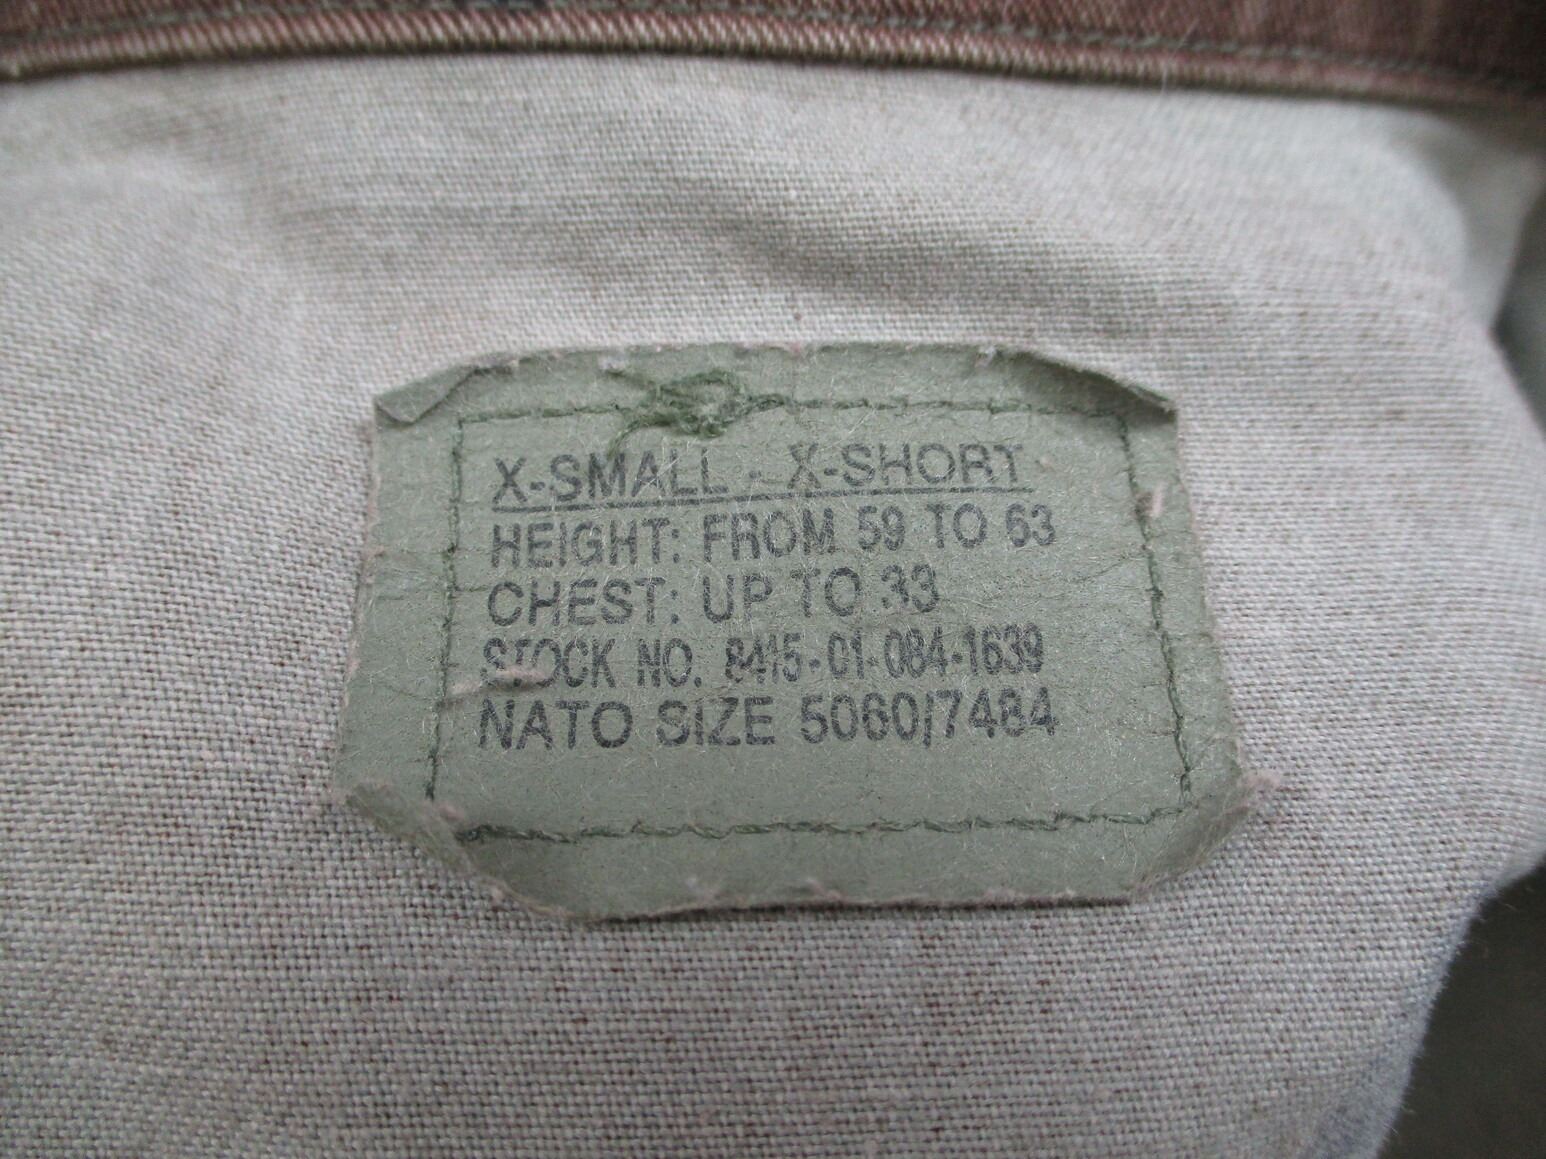 X-SMALL - X-SHORT
HEIGHT: FROM 59 TO 63
CHEST: UP TO 33
STOCK NO. 8415-01-084-1639
NATO SIZE 5060/7484